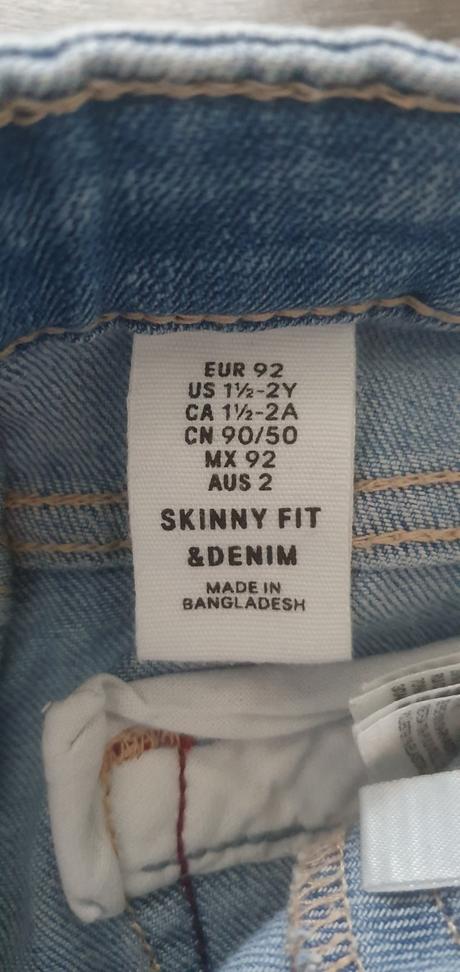 EUR 92
US 1½-2Y
CA 1½-2A
CN 90/50
MX 92
AUS 2
SKINNY FIT
&DENIM
MADE IN
BANGLADESH